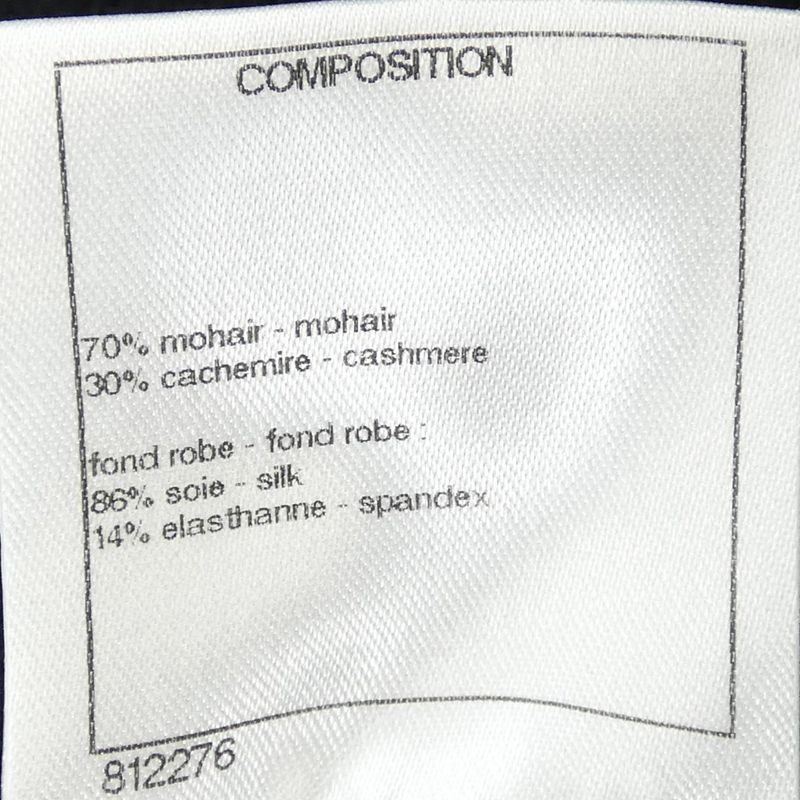 COMPOSITION
70% mohair - mohair
30% cachemire - cashmere
fond robe - fond robe :
86% soie - silk
14% elasthanne - spandex
812276